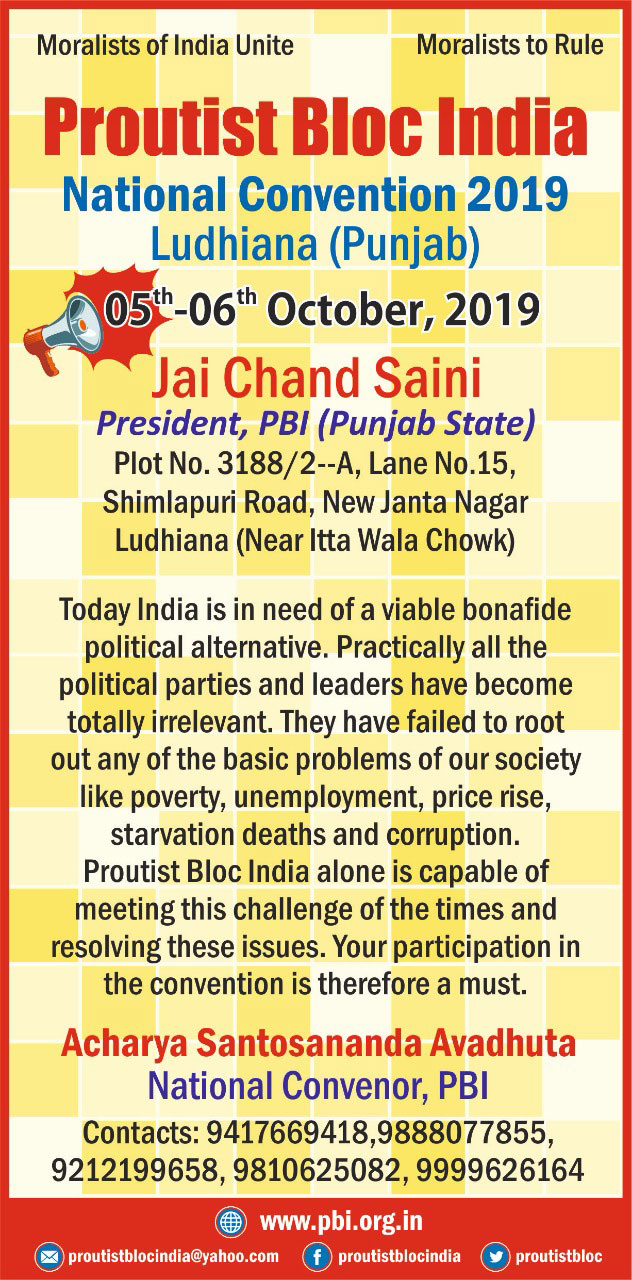 Moralists of India Unite Moralists to Rule
Proutist Bloc India
National Convention 2019
Ludhiana (Punjab)
05th-06th October, 2019
Jai Chand Saini
President, PBI (Punjab State)
Plot No. 3188/2--A, Lane No.15,
Shimlapuri Road, New Janta Nagar
Ludhiana (Near Itta Wala Chowk)
Today India is in need of a viable bonafide
political alternative. Practically all the
political parties and leaders have become
totally irrelevant. They have failed to root
out any of the basic problems of our society
like poverty, unemployment, price rise,
starvation deaths and corruption.
Proutist Bloc India alone is capable of
meeting this challenge of the times and
resolving these issues. Your participation in
the convention is therefore a must.
Acharya Santosananda Avadhuta
National Convenor, PBI
Contacts: 9417669418,9888077855,
9212199658, 9810625082, 9999626164
www.pbi.org.in
proutistblocindia@yahoo.com f proutistblocindia proutistbloc